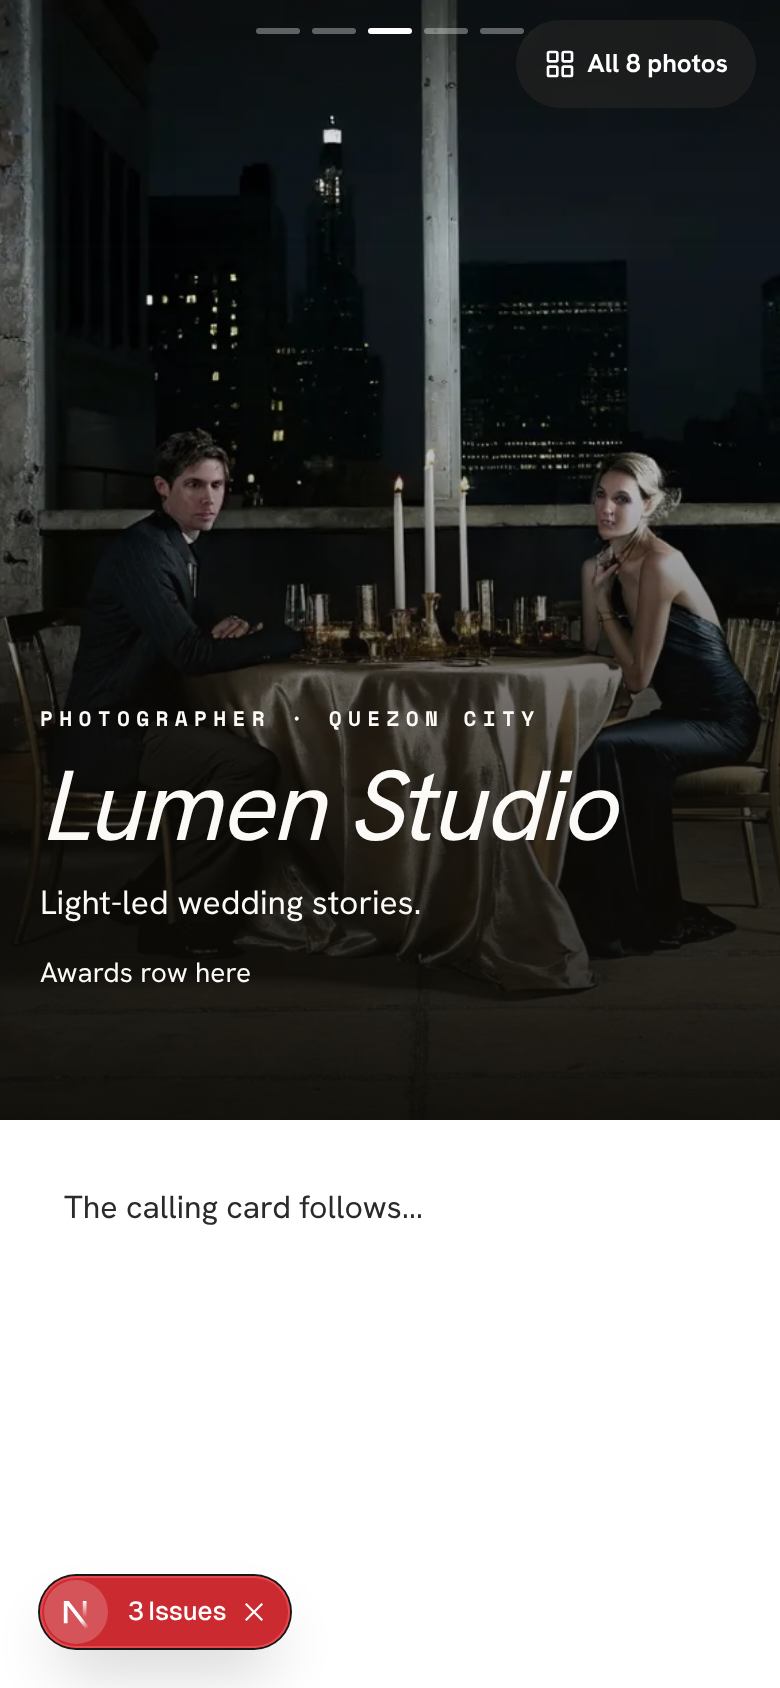 All 8 photos
PHOTOGRAPHER · QUEZON CITY
Lumen Studio
Light-led wedding stories.
Awards row here
The calling card follows...
N 3 Issues